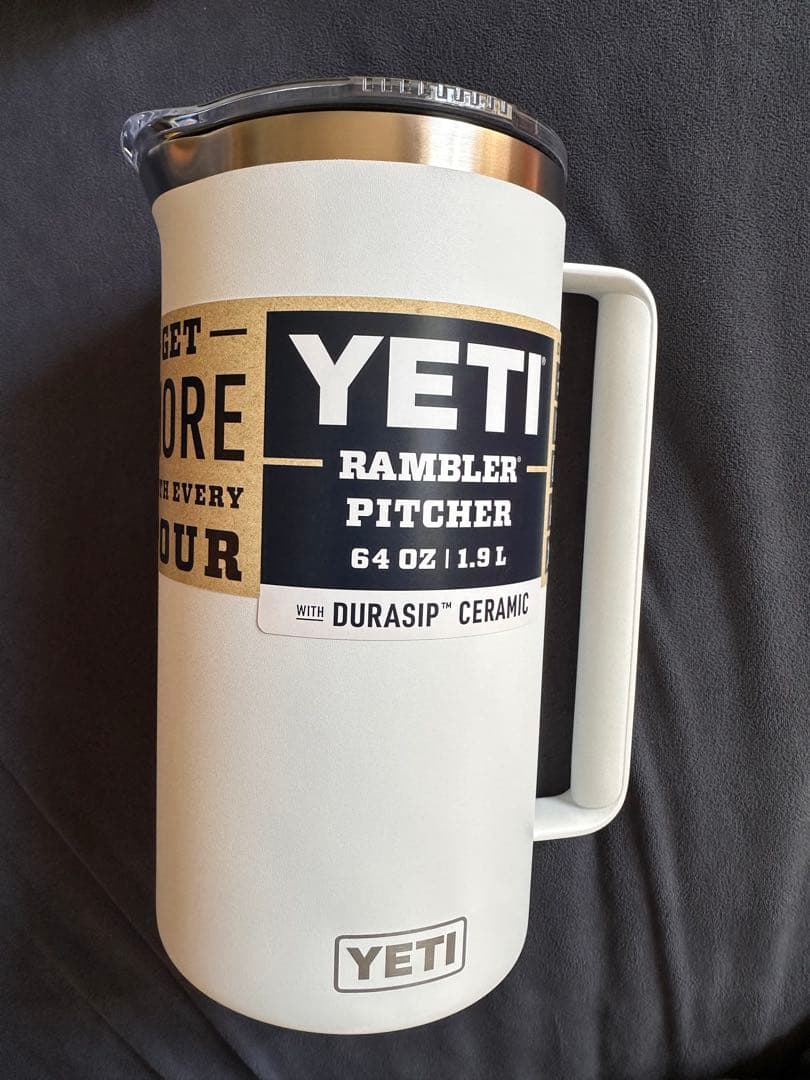 GET
ORE
EVERY
OUR
YETI
RAMBLER®
PITCHER
64 OZ | 1.9 L
WITH DURASIP™ CERAMIC
YETI